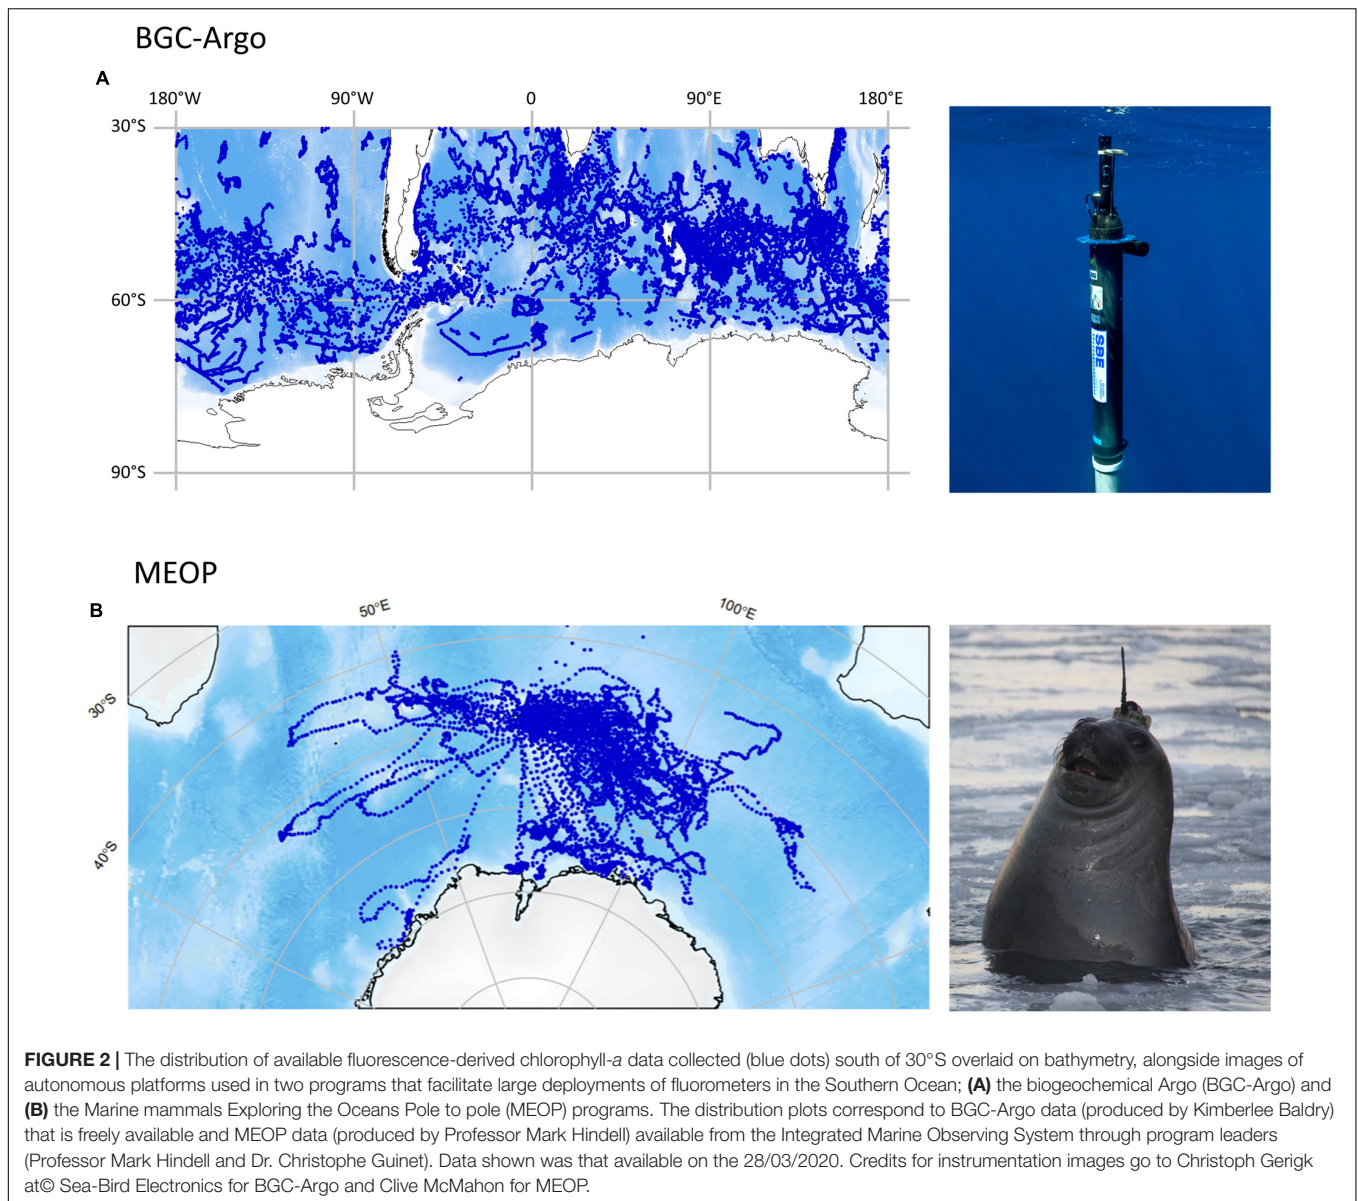 BGC-Argo
A
180°W 90°W 0 90°E 180°E
30°S
60°S
90°S
SBE
MEOP
B
50°E 100°E
30°S
40°S
FIGURE 2 | The distribution of available fluorescence-derived chlorophyll-a data collected (blue dots) south of 30°S overlaid on bathymetry, alongside images of
autonomous platforms used in two programs that facilitate large deployments of fluorometers in the Southern Ocean; (A) the biogeochemical Argo (BGC-Argo) and
(B) the Marine mammals Exploring the Oceans Pole to pole (MEOP) programs. The distribution plots correspond to BGC-Argo data (produced by Kimberlee Baldry)
that is freely available and MEOP data (produced by Professor Mark Hindell) available from the Integrated Marine Observing System through program leaders
(Professor Mark Hindell and Dr. Christophe Guinet). Data shown was that available on the 28/03/2020. Credits for instrumentation images go to Christoph Gerigk
at© Sea-Bird Electronics for BGC-Argo and Clive McMahon for MEOP.